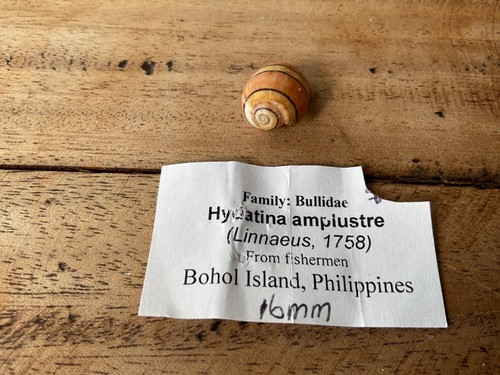 Family: Bullidae
Hydatina amplustre
(Linnaeus, 1758)
From fishermen
Bohol Island, Philippines
16mm